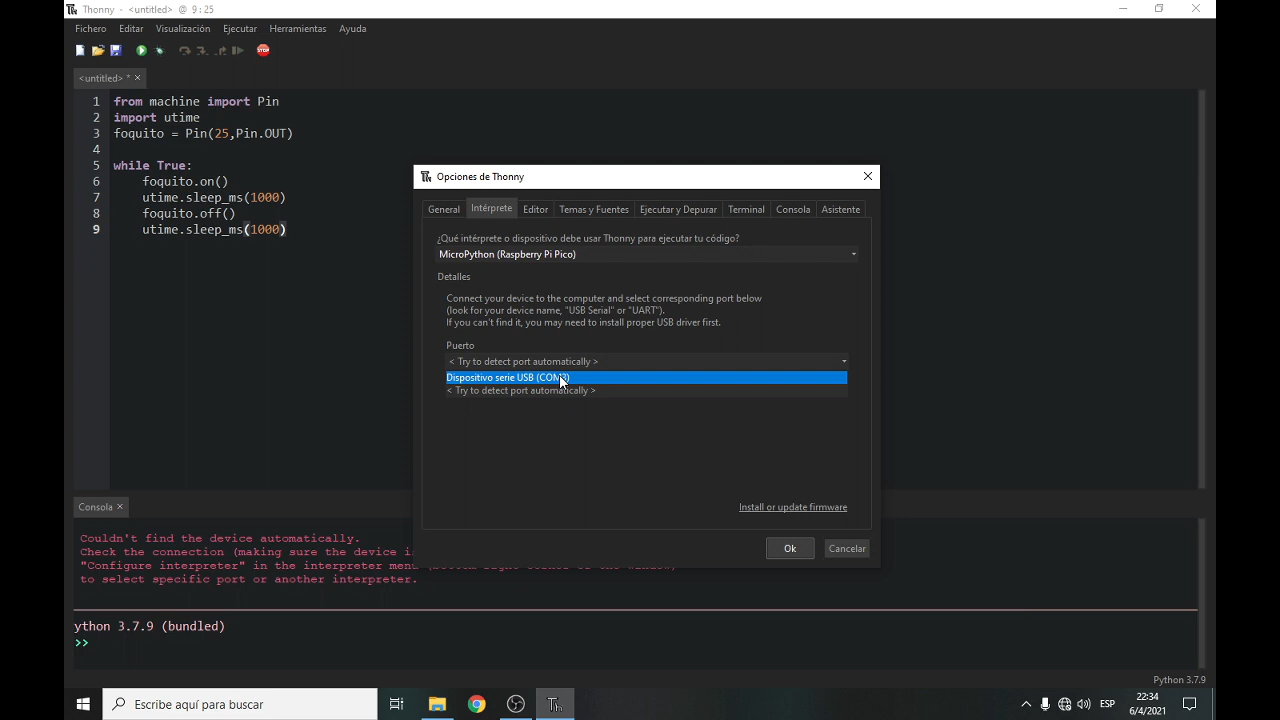 Thonny - <untitled> @ 9:25
Fichero Editar Visualización Ejecutar Herramientas Ayuda
STOP
<untitled> *
1 from machine import Pin
2 import utime
3 foquito = Pin(25,Pin.OUT)
4
5 while True:
6 foquito.on()
7 utime.sleep_ms(1000)
8 foquito.off()
9 utime.sleep_ms(1000)
Opciones de Thonny
General Intérprete Editor Temas y Fuentes Ejecutar y Depurar Terminal Consola Asistente
¿Qué intérprete o dispositivo debe usar Thonny para ejecutar tu código?
MicroPython (Raspberry Pi Pico)
Detalles
Connect your device to the computer and select corresponding port below
(look for your device name, "USB Serial" or "UART").
If you can't find it, you may need to install proper USB driver first.
Puerto
< Try to detect port automatically >
Dispositivo serie USB
< Try to detect port automatically >
Install or update firmware
Ok Cancelar
Consola
Couldn't find the device automatically.
Check the connection (making sure the device
"Configure interpreter" in the interpreter
to select specific port or another interpreter.
ython 3.7.9 (bundled)
>>
Python 3.7.9
Escribe aquí para buscar
ESP
22:34
6/4/2021